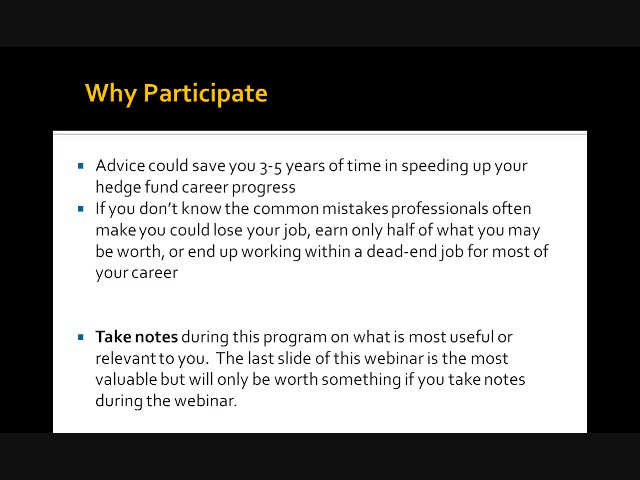 Why Participate
Advice could save you 3-5 years of time in speeding up your
hedge fund career progress
If you don't know the common mistakes professionals often
make you could lose your job, earn only half of what you may
be worth, or end up working within a dead-end job for most of
your career
Take notes during this program on what is most useful or
relevant to you.  The last slide of this webinar is the most
valuable but will only be worth something if you take notes
during the webinar.